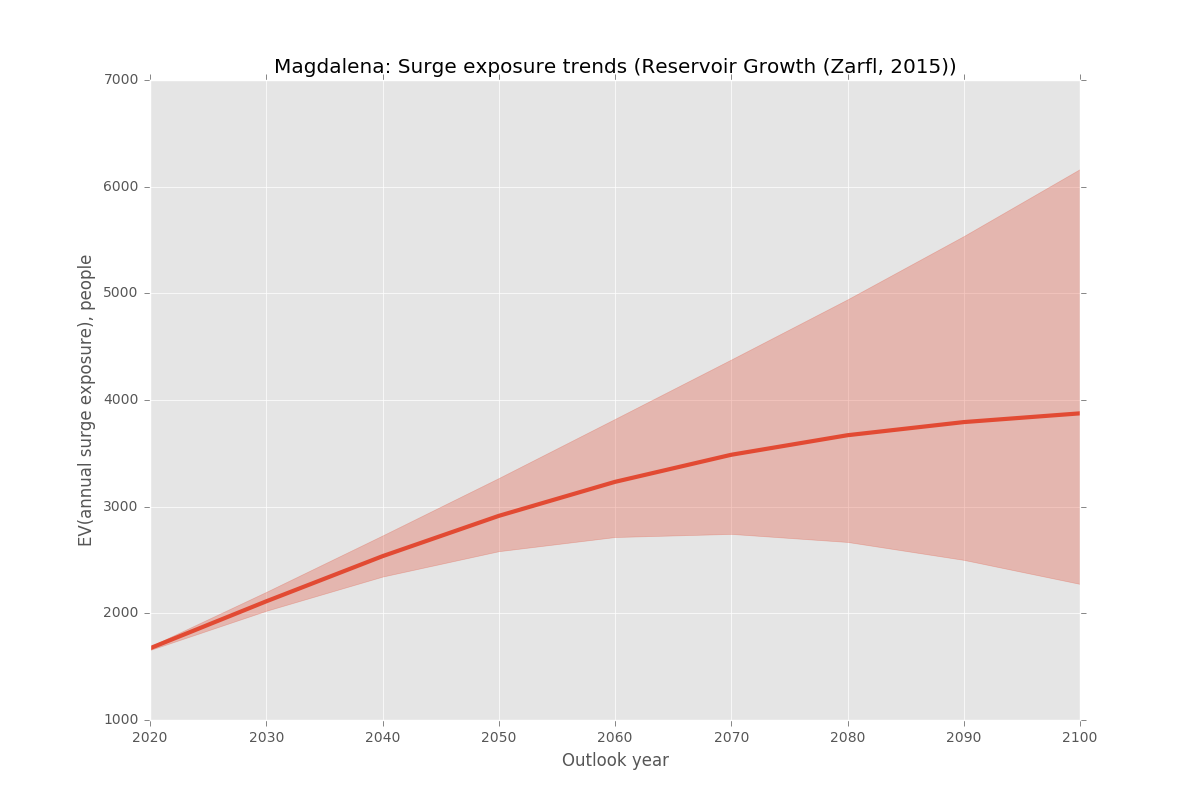 Magdalena: Surge exposure trends (Reservoir Growth (Zarfl, 2015))
7000
6000
5000
4000
3000
2000
1000
EV(annual surge exposure), people
2020 2030 2040 2050 2060 2070 2080 2090 2100
Outlook year